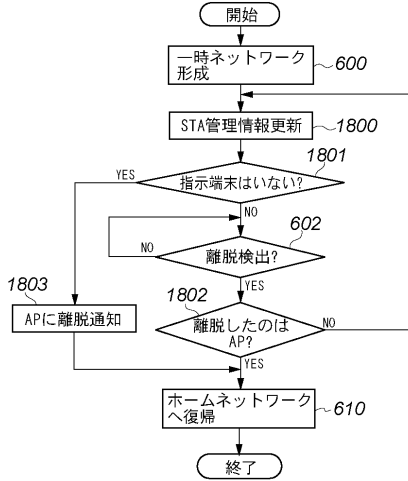 開始
一時ネットワーク
形成
600
STA管理情報更新
1800
1801
指示端末はいない?
YES
NO
602
離脱検出?
NO
YES
1803
APに離脱通知
1802
離脱したのは
AP?
NO
YES
ホームネットワーク
へ復帰
610
終了